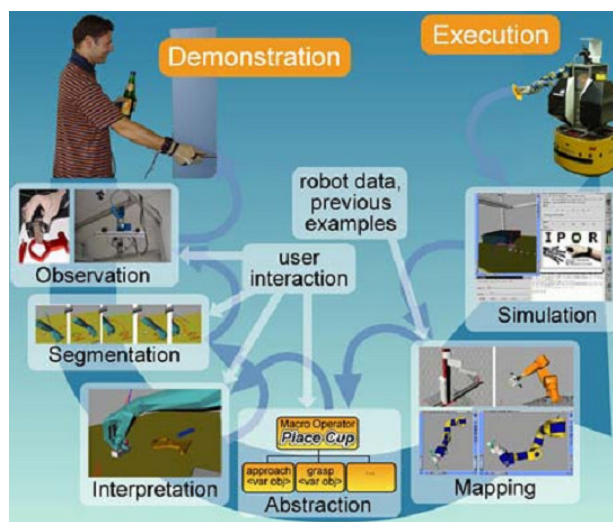 Demonstration
Execution
robot data,
previous
examples
Observation
user
interaction
I P O R
Simulation
Segmentation
Macro Operator
Place Cup
approach
<var obj>
grasp
<var obj>
Interpretation
Abstraction
Mapping